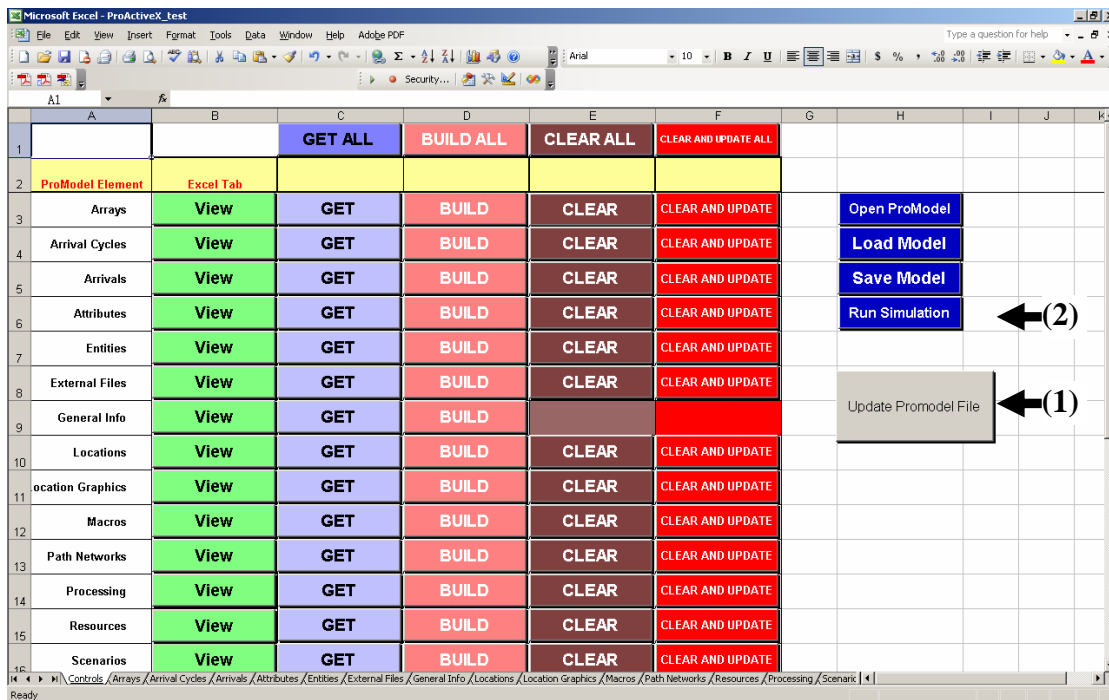 Microsoft Excel - ProActiveX_test
File Edit View Insert Format Tools Data Window Help Adobe PDF Type a question for help
Arial 10 B I U $ % ,
Security...
A1 fx
A B C D E F G H I J K
1 GET ALL BUILD ALL CLEAR ALL CLEAR AND UPDATE ALL
2 ProModel Element Excel Tab
3 Arrays View GET BUILD CLEAR CLEAR AND UPDATE Open ProModel
4 Arrival Cycles View GET BUILD CLEAR CLEAR AND UPDATE Load Model
5 Arrivals View GET BUILD CLEAR CLEAR AND UPDATE Save Model
6 Attributes View GET BUILD CLEAR CLEAR AND UPDATE Run Simulation (2)
7 Entities View GET BUILD CLEAR CLEAR AND UPDATE
8 External Files View GET BUILD CLEAR CLEAR AND UPDATE
9 General Info View GET BUILD Update Promodel File (1)
10 Locations View GET BUILD CLEAR CLEAR AND UPDATE
11 ocation Graphics View GET BUILD CLEAR CLEAR AND UPDATE
12 Macros View GET BUILD CLEAR CLEAR AND UPDATE
13 Path Networks View GET BUILD CLEAR CLEAR AND UPDATE
14 Processing View GET BUILD CLEAR CLEAR AND UPDATE
15 Resources View GET BUILD CLEAR CLEAR AND UPDATE
16 Scenarios View GET BUILD CLEAR CLEAR AND UPDATE
Controls Arrays Arrival Cycles Arrivals Attributes Entities External Files General Info Locations Location Graphics Macros Path Networks Resources Processing Scenaric
Ready